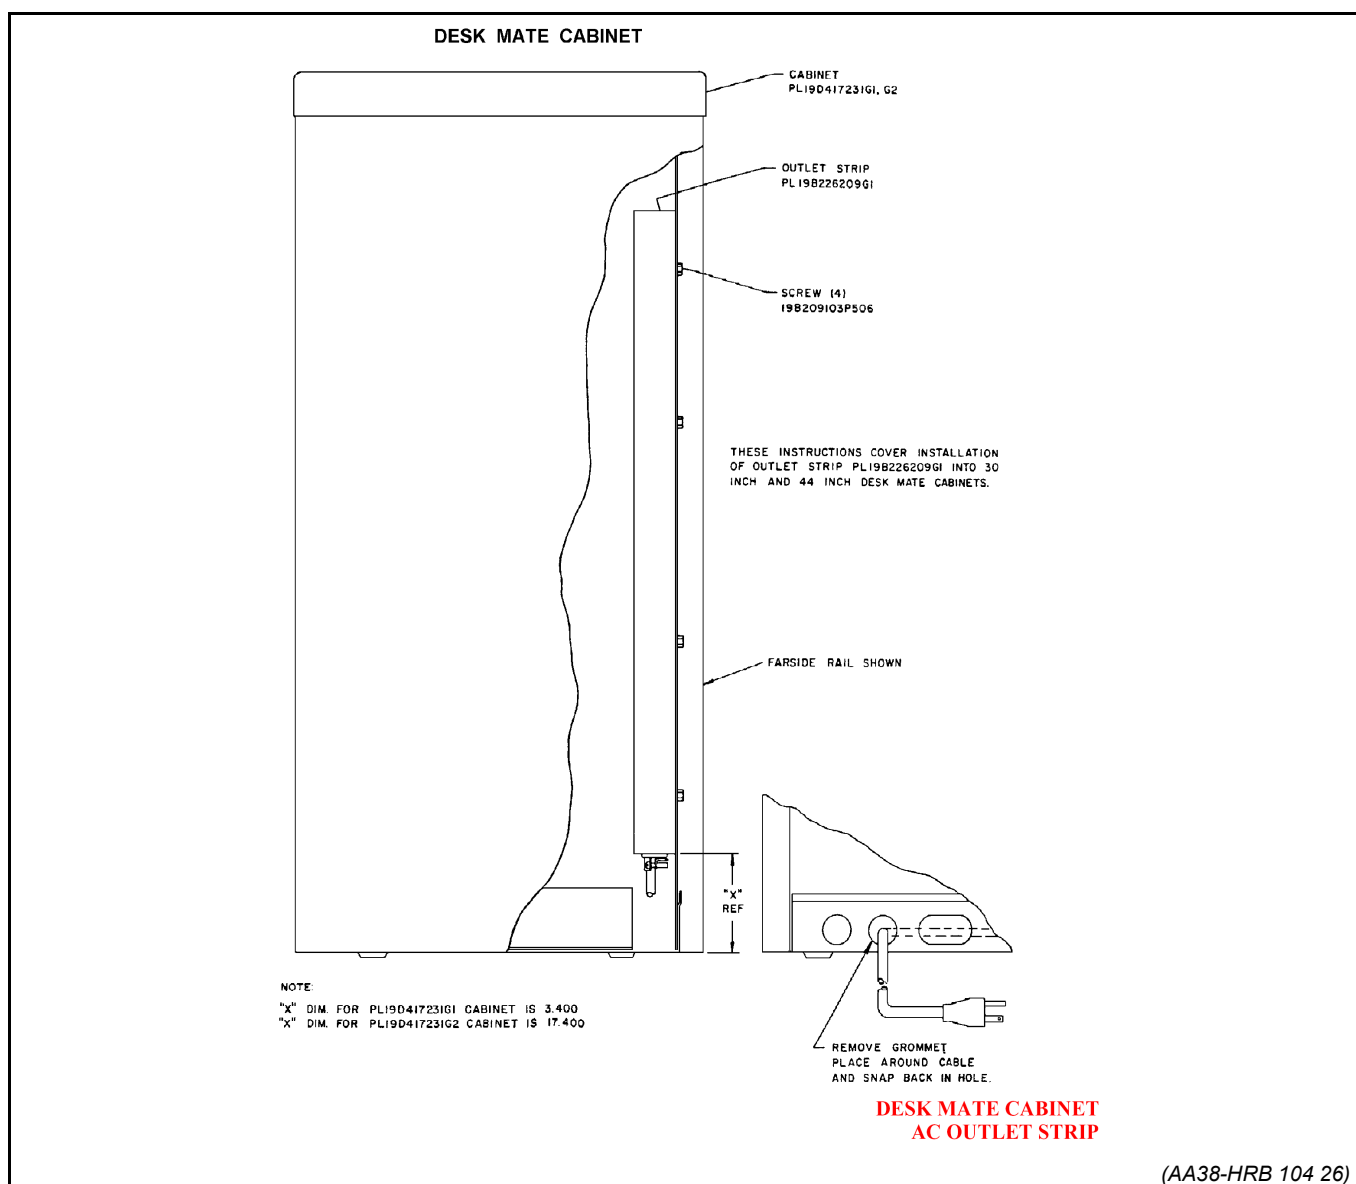 DESK MATE CABINET
CABINET
PL19D417231G1, G2
OUTLET STRIP
PL19B226209G1
SCREW (4)
19B209103P506
THESE INSTRUCTIONS COVER INSTALLATION
OF OUTLET STRIP PL19B226209G1 INTO 30
INCH AND 44 INCH DESK MATE CABINETS.
FARSIDE RAIL SHOWN
"X"
REF
NOTE:
"X" DIM. FOR PL19D417231G1 CABINET IS 3.400
"X" DIM. FOR PL19D417231G2 CABINET IS 17.400
REMOVE GROMMET
PLACE AROUND CABLE
AND SNAP BACK IN HOLE.
DESK MATE CABINET
AC OUTLET STRIP
(AA38-HRB 104 26)